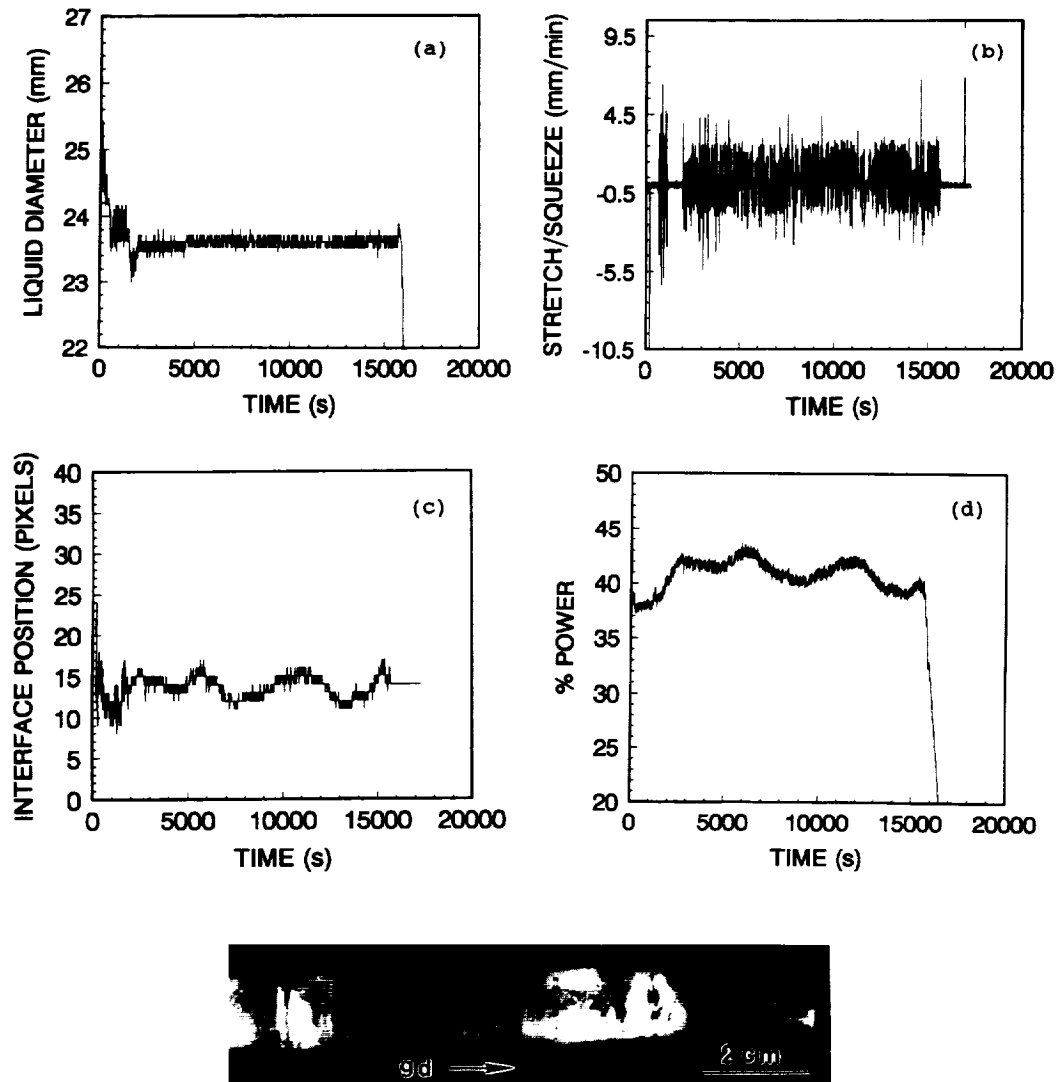 (a)
LIQUID DIAMETER (mm)
27
26
25
24
23
22
0 5000 10000 15000 20000
TIME (s)
(b)
STRETCH/SQUEEZE (mm/min)
9.5
4.5
-0.5
-5.5
-10.5
0 5000 10000 15000 20000
TIME (s)
(c)
INTERFACE POSITION (PIXELS)
40
35
30
25
20
15
10
5
0
0 5000 10000 15000 20000
TIME (s)
(d)
% POWER
50
45
40
35
30
25
20
0 5000 10000 15000 20000
TIME (s)
gd
2 cm